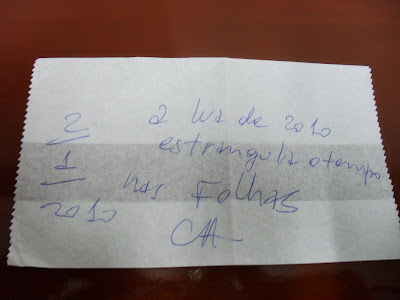 2
1
2010
a luz de 2010
estrangula o tempo
nas Folhas
CA